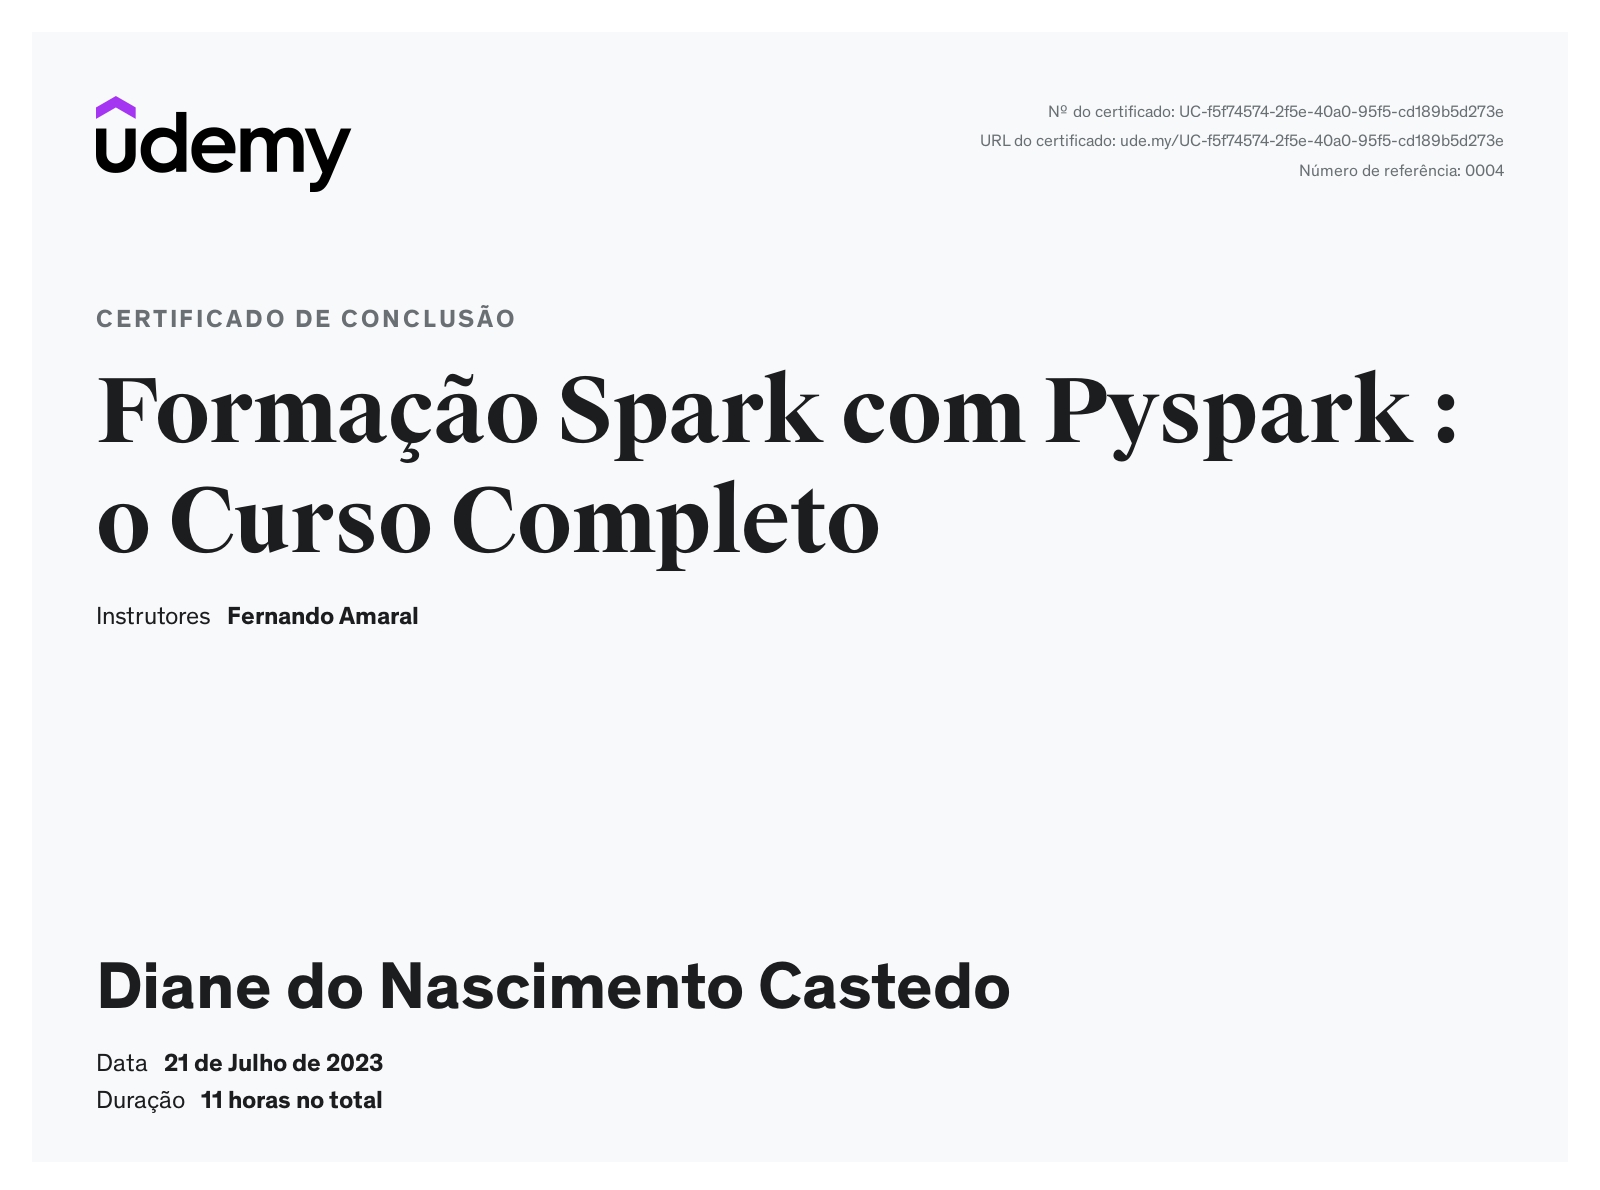 udemy
Nº do certificado: UC-f5f74574-2f5e-40a0-95f5-cd189b5d273e
URL do certificado: ude.my/UC-f5f74574-2f5e-40a0-95f5-cd189b5d273e
Número de referência: 0004
CERTIFICADO DE CONCLUSÃO
Formação Spark com Pyspark :
o Curso Completo
Instrutores Fernando Amaral
Diane do Nascimento Castedo
Data 21 de Julho de 2023
Duração 11 horas no total